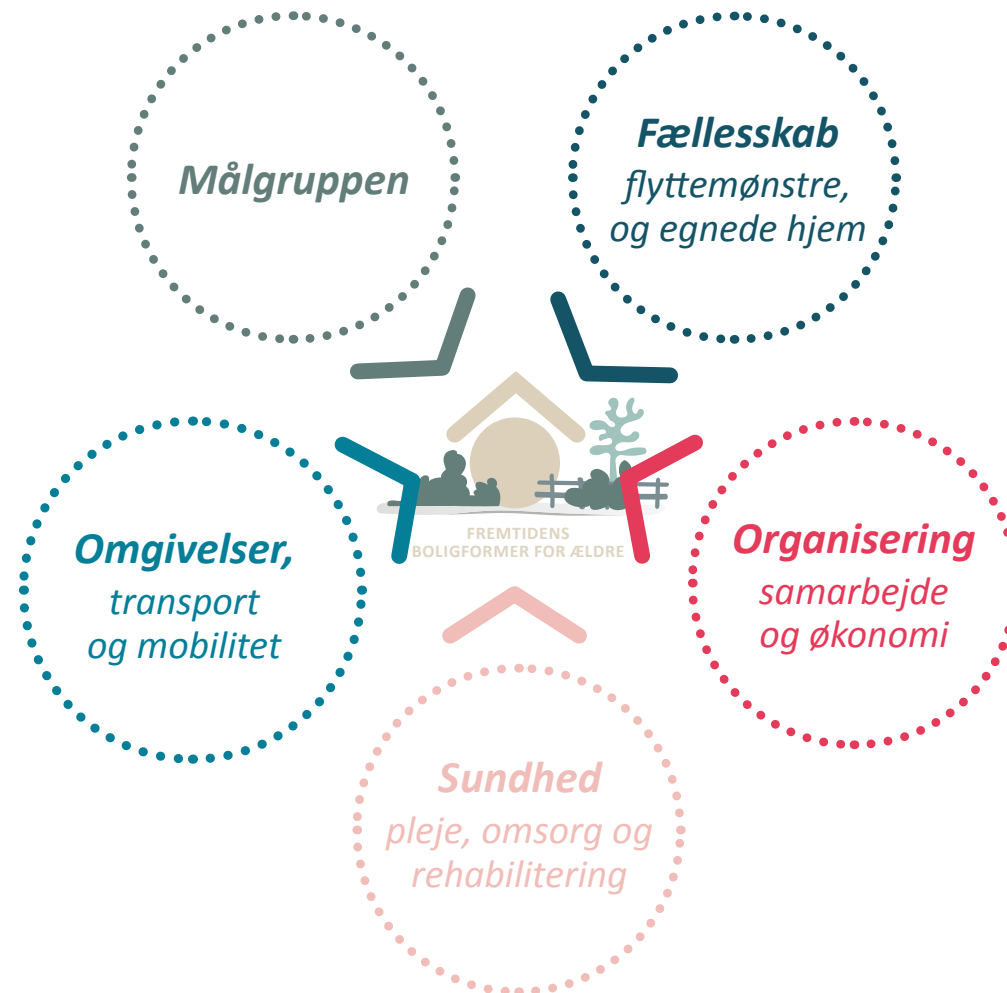 Målgruppen
Fællesskab
flyttemønstre,
og egnede hjem
FREMTIDENS
BOLIGFORMER FOR ÆLDRE
Omgivelser,
transport
og mobilitet
Organisering
samarbejde
og økonomi
Sundhed
pleje, omsorg og
rehabilitering